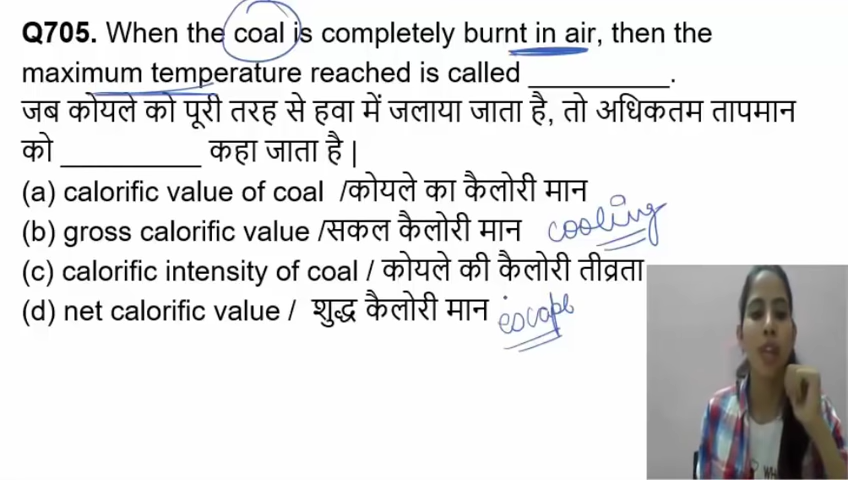 Q705. When the coal is completely burnt in air, then the
maximum temperature reached is called _________.
जब कोयले को पूरी तरह से हवा में जलाया जाता है, तो अधिकतम तापमान
को _________ कहा जाता है |
(a) calorific value of coal /कोयले का कैलोरी मान
(b) gross calorific value /सकल कैलोरी मान cooling
(c) calorific intensity of coal / कोयले की कैलोरी तीव्रता
(d) net calorific value / शुद्ध कैलोरी मान escape